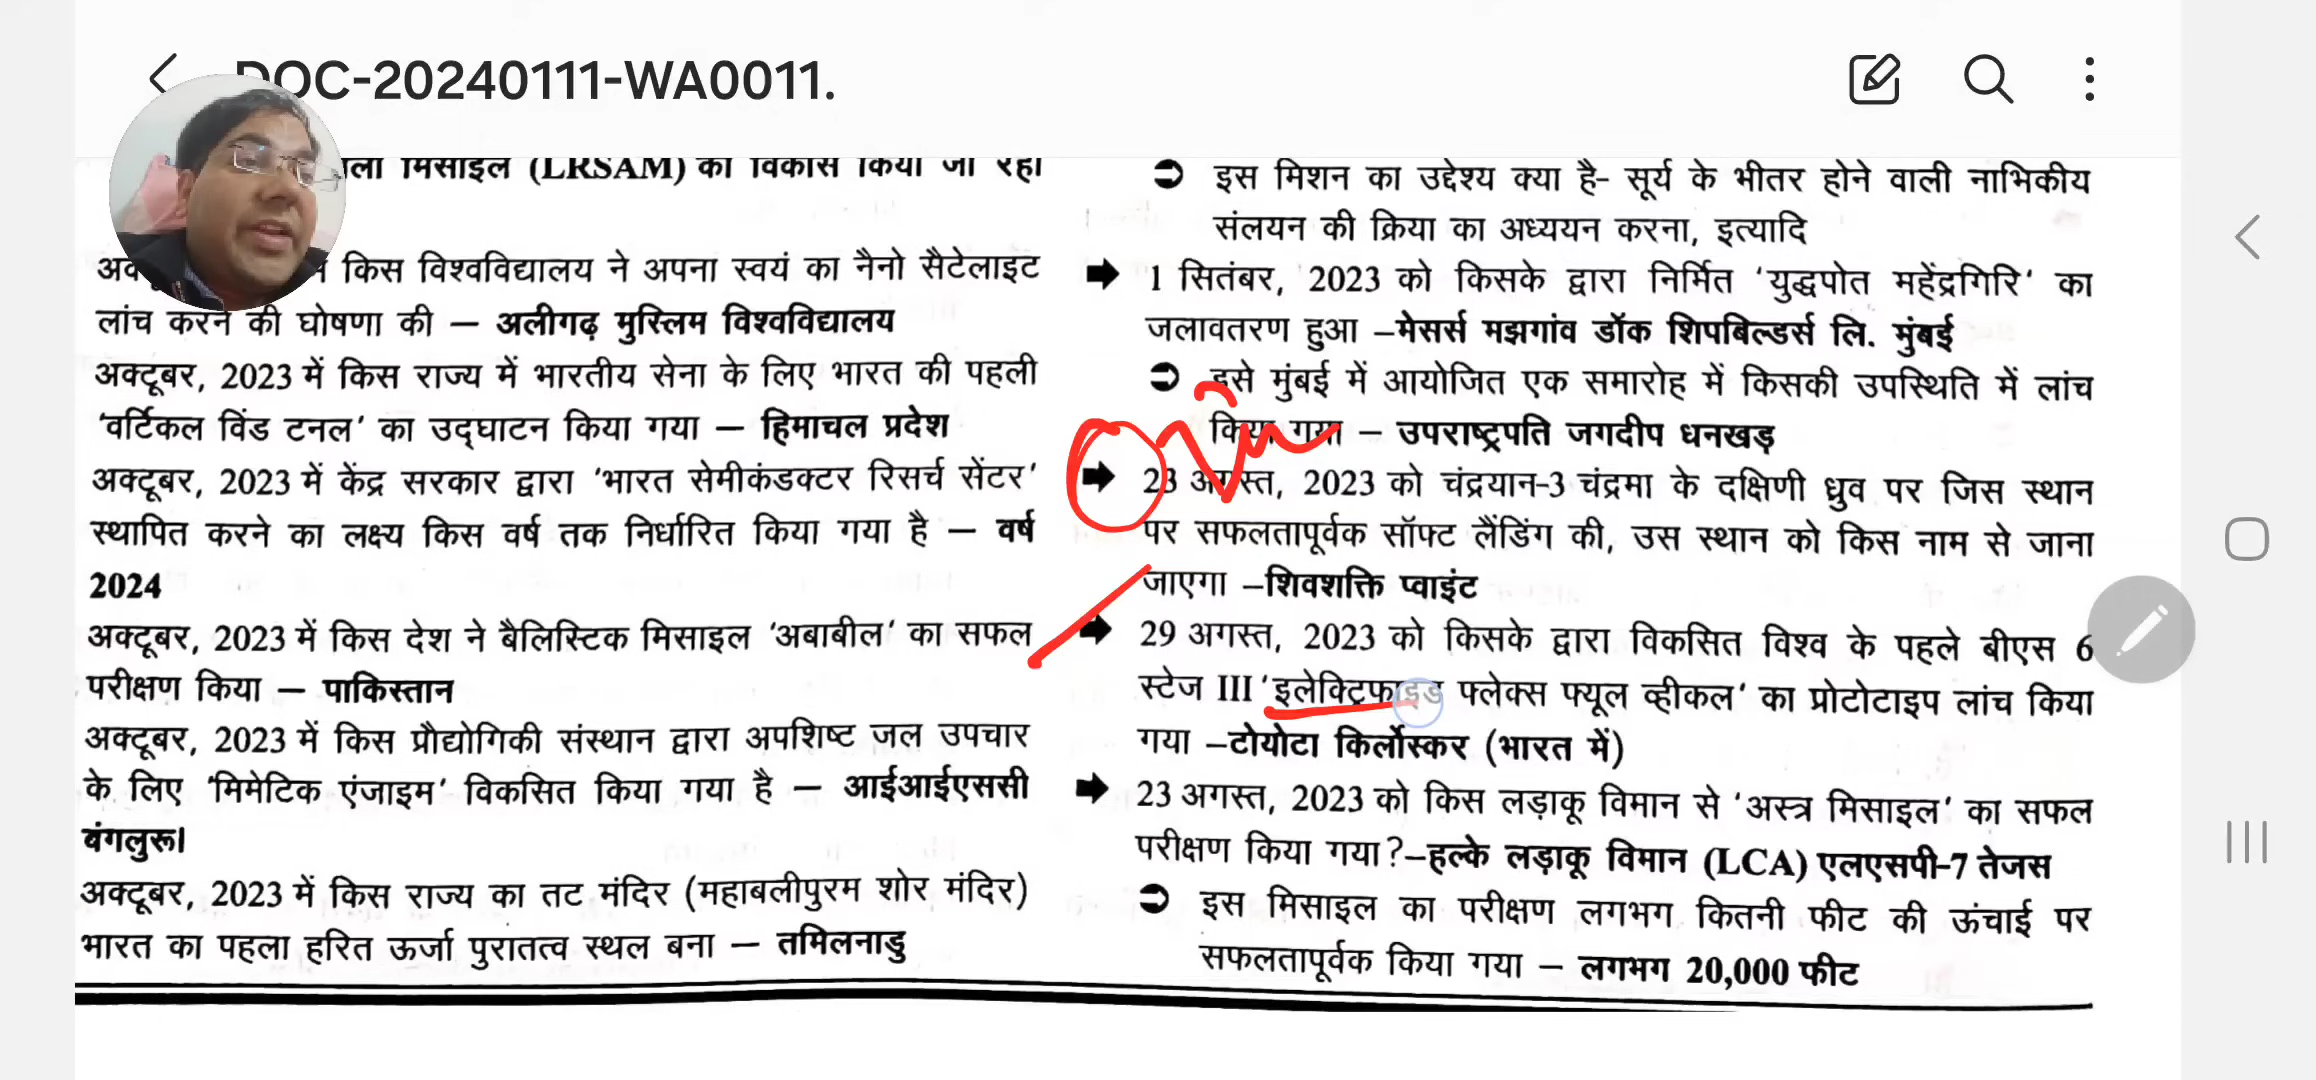 DOC-20240111-WA0011.
ला मिसाइल (LRSAM) का विकास किया जा रहा
किस विश्वविद्यालय ने अपना स्वयं का नैनो सैटेलाइट
लांच करने की घोषणा की – अलीगढ़ मुस्लिम विश्वविद्यालय
अक्टूबर, 2023 में किस राज्य में भारतीय सेना के लिए भारत की पहली
'वर्टिकल विंड टनल' का उद्घाटन किया गया – हिमाचल प्रदेश
अक्टूबर, 2023 में केंद्र सरकार द्वारा 'भारत सेमीकंडक्टर रिसर्च सेंटर'
स्थापित करने का लक्ष्य किस वर्ष तक निर्धारित किया गया है – वर्ष
2024
अक्टूबर, 2023 में किस देश ने बैलिस्टिक मिसाइल 'अबाबील' का सफल
परीक्षण किया – पाकिस्तान
अक्टूबर, 2023 में किस प्रौद्योगिकी संस्थान द्वारा अपशिष्ट जल उपचार
के लिए 'मिमेटिक एंजाइम' विकसित किया गया है – आईआईएससी
बंगलुरू।
अक्टूबर, 2023 में किस राज्य का तट मंदिर (महाबलीपुरम शोर मंदिर)
भारत का पहला हरित ऊर्जा पुरातत्व स्थल बना – तमिलनाडु
➲ इस मिशन का उद्देश्य क्या है- सूर्य के भीतर होने वाली नाभिकीय
संलयन की क्रिया का अध्ययन करना, इत्यादि
➡ 1 सितंबर, 2023 को किसके द्वारा निर्मित 'युद्धपोत महेंद्रगिरि' का
जलावतरण हुआ –मेसर्स मझगांव डॉक शिपबिल्डर्स लि. मुंबई
➲ इसे मुंबई में आयोजित एक समारोह में किसकी उपस्थिति में लांच
किया गया – उपराष्ट्रपति जगदीप धनखड़
➡ 23 अगस्त, 2023 को चंद्रयान-3 चंद्रमा के दक्षिणी ध्रुव पर जिस स्थान
पर सफलतापूर्वक सॉफ्ट लैंडिंग की, उस स्थान को किस नाम से जाना
जाएगा –शिवशक्ति प्वाइंट
➡ 29 अगस्त, 2023 को किसके द्वारा विकसित विश्व के पहले बीएस 6
स्टेज III 'इलेक्ट्रिफाइड फ्लेक्स फ्यूल व्हीकल' का प्रोटोटाइप लांच किया
गया –टोयोटा किर्लोस्कर (भारत में)
➡ 23 अगस्त, 2023 को किस लड़ाकू विमान से 'अस्त्र मिसाइल' का सफल
परीक्षण किया गया?–हल्के लड़ाकू विमान (LCA) एलएसपी-7 तेजस
➲ इस मिसाइल का परीक्षण लगभग कितनी फीट की ऊंचाई पर
सफलतापूर्वक किया गया – लगभग 20,000 फीट